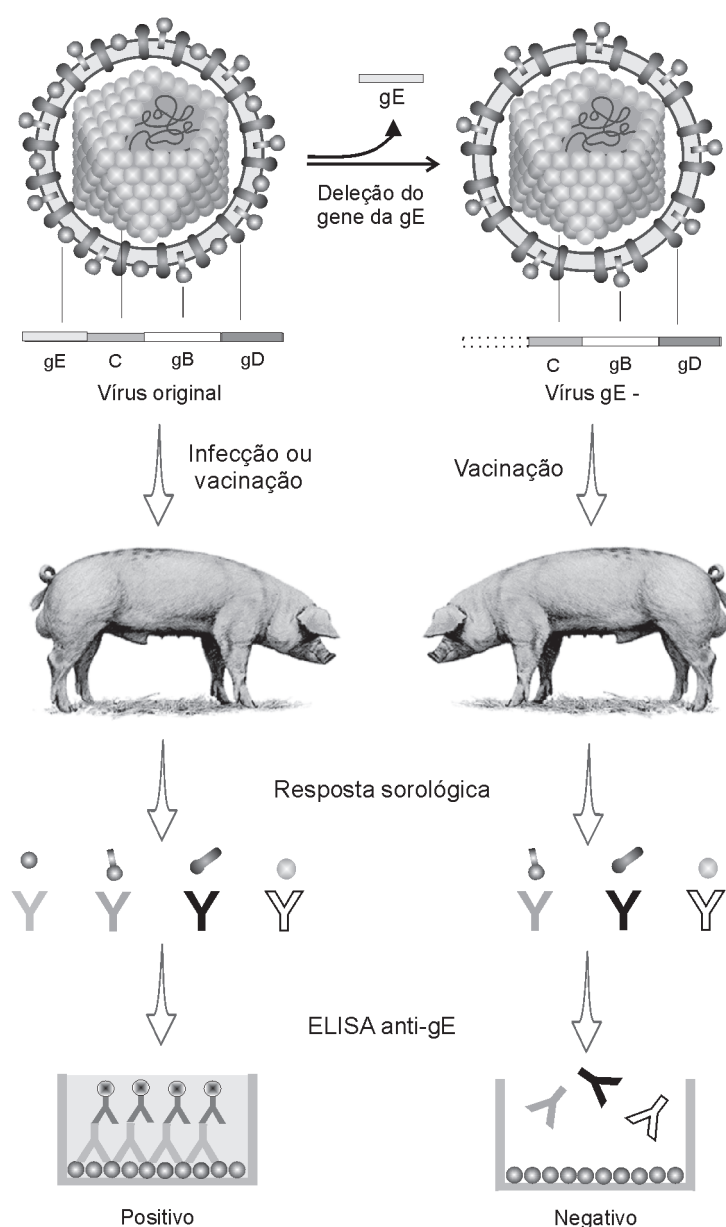 gE
Deleção do
gene da gE
gE C gB gD
C gB gD
Vírus original
Vírus gE -
Infecção ou
vacinação
Vacinação
Resposta sorológica
ELISA anti-gE
Positivo
Negativo